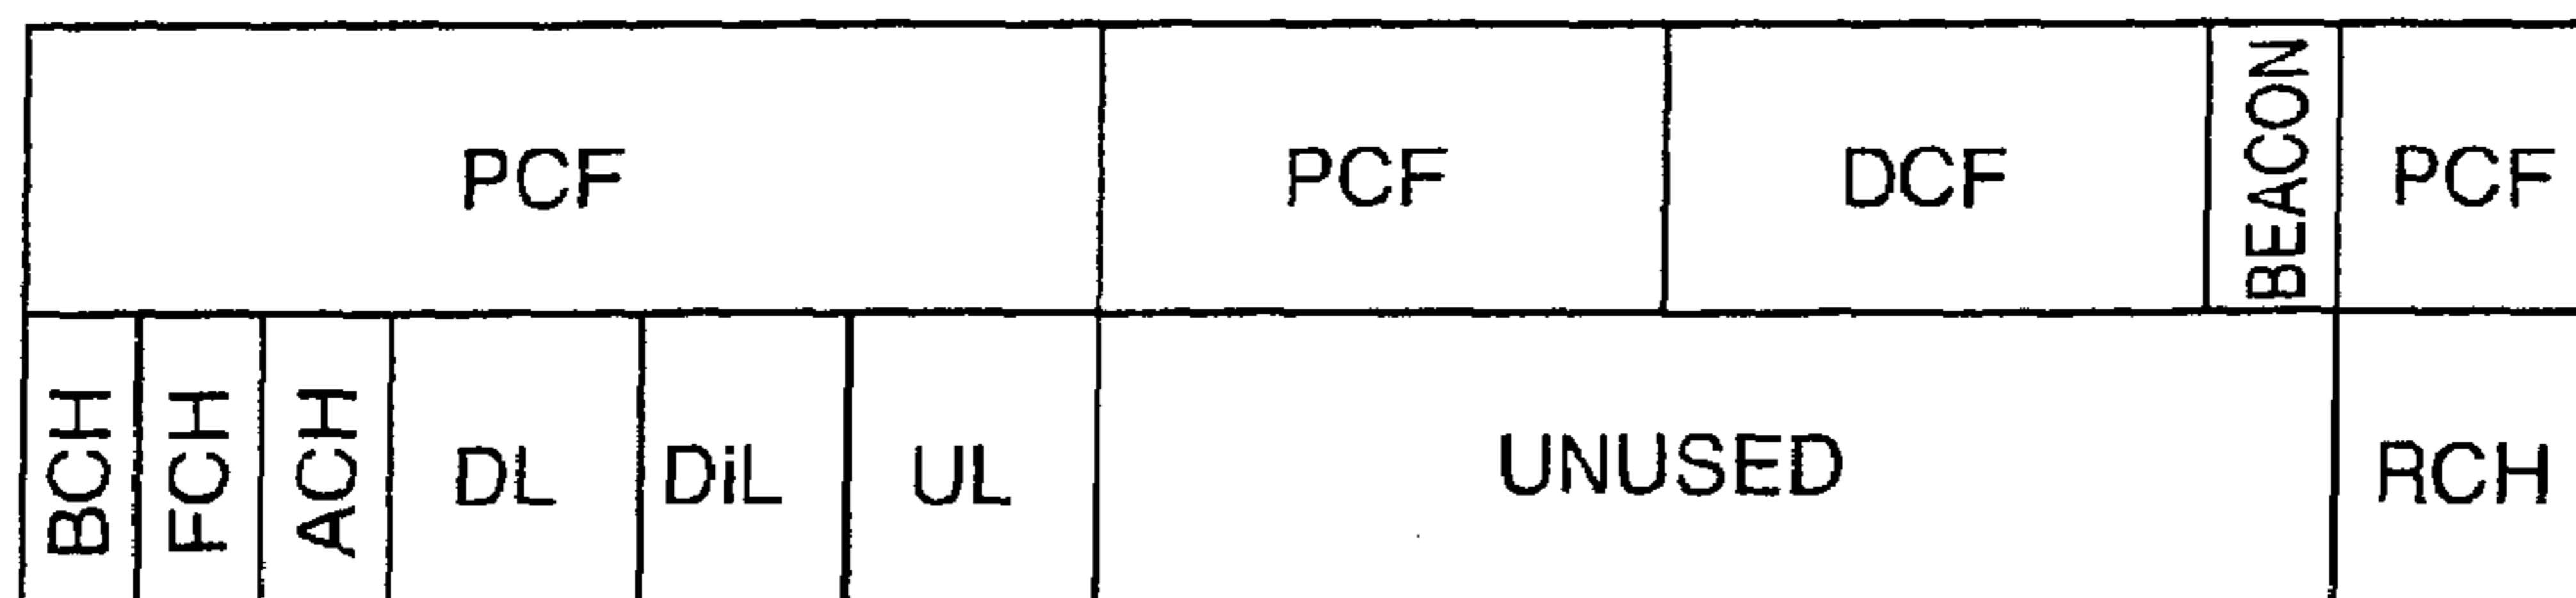 PCF PCF DCF BEACON PCF
BCH FCH ACH DL DiL UL UNUSED RCH